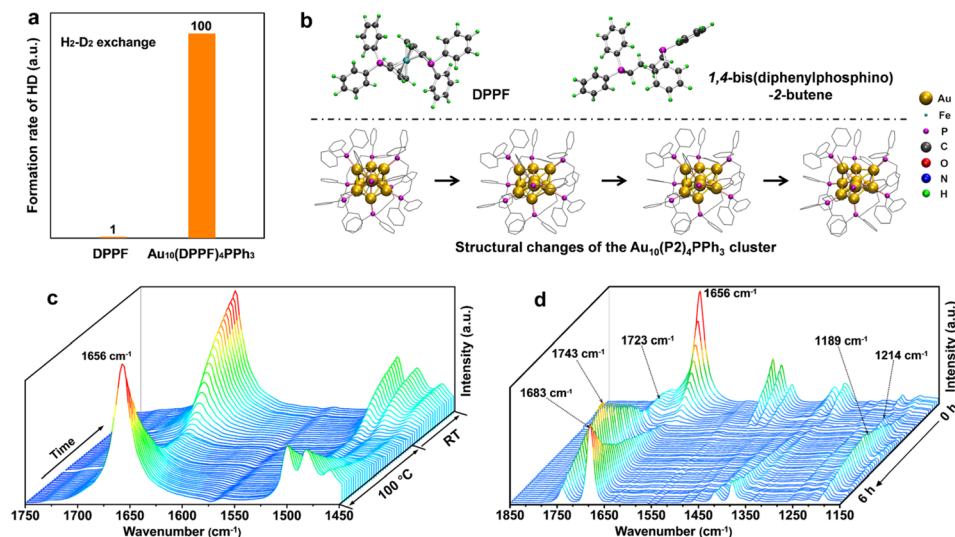 a
Formation rate of HD (a.u.)
H₂-D₂ exchange
100
1
DPPF
Au₁₀(DPPF)₄PPh₃
b
DPPF
1,4-bis(diphenylphosphino)
-2-butene
Au
Fe
P
C
O
N
H
Structural changes of the Au₁₀(P2)₄PPh₃ cluster
c
1656 cm⁻¹
Time
Intensity (a.u.)
RT
100 °C
1750
1700
1650
1600
1550
1500
1450
Wavenumber (cm⁻¹)
d
1656 cm⁻¹
1723 cm⁻¹
1743 cm⁻¹
1683 cm⁻¹
1189 cm⁻¹
1214 cm⁻¹
Intensity (a.u.)
0 h
6 h
1850
1750
1650
1550
1450
1350
1250
1150
Wavenumber (cm⁻¹)